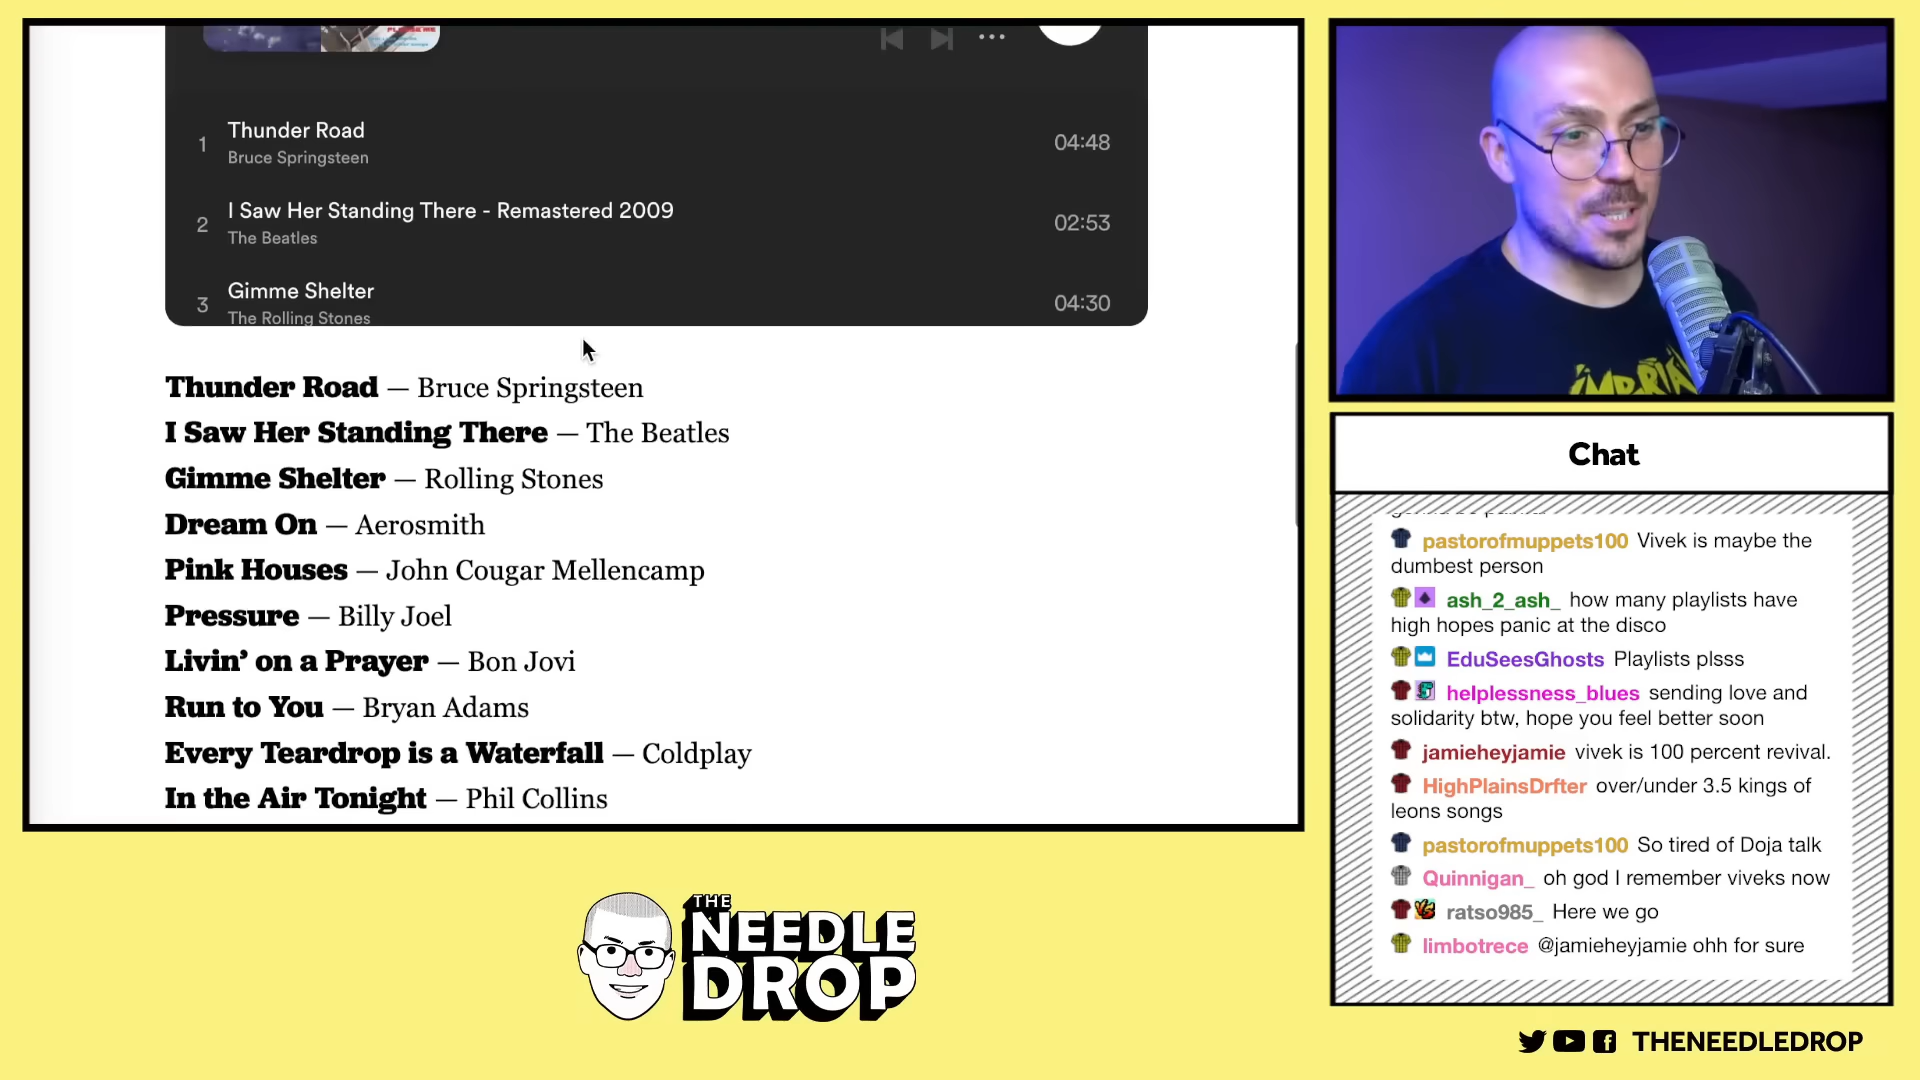 1
Thunder Road
Bruce Springsteen
04:48
2
I Saw Her Standing There - Remastered 2009
The Beatles
02:53
3
Gimme Shelter
The Rolling Stones
04:30
Thunder Road — Bruce Springsteen
I Saw Her Standing There — The Beatles
Gimme Shelter — Rolling Stones
Dream On — Aerosmith
Pink Houses — John Cougar Mellencamp
Pressure — Billy Joel
Livin’ on a Prayer — Bon Jovi
Run to You — Bryan Adams
Every Teardrop is a Waterfall — Coldplay
In the Air Tonight — Phil Collins
THE
NEEDLE
DROP
Chat
pastorofmuppets100 Vivek is maybe the
dumbest person
ash_2_ash_ how many playlists have
high hopes panic at the disco
EduSeesGhosts Playlists plsss
helplessness_blues sending love and
solidarity btw, hope you feel better soon
jamieheyjamie vivek is 100 percent revival.
HighPlainsDrfter over/under 3.5 kings of
leons songs
pastorofmuppets100 So tired of Doja talk
Quinnigan_ oh god I remember viveks now
ratso985_ Here we go
limbotrece @jamieheyjamie ohh for sure
THENEEDLEDROP